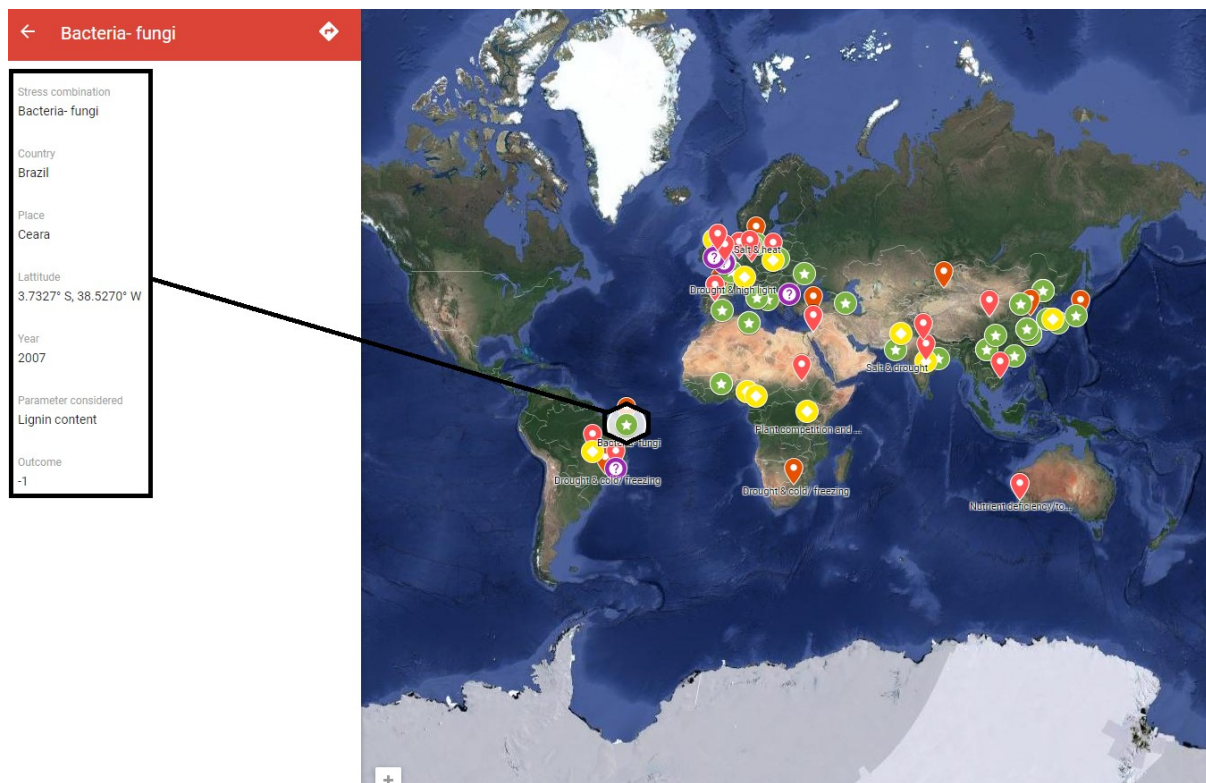 Bacteria- fungi
Stress combination
Bacteria- fungi
Country
Brazil
Place
Ceara
Lattitude
3.7327° S, 38.5270° W
Year
2007
Parameter considered
Lignin content
Outcome
-1
Salt & heat
Drought & high light
Salt & drought
Bacteria- fungi
Plant competition and ...
Drought & cold/ freezing
Drought & cold/ freezing
Nutrient deficiency/to...